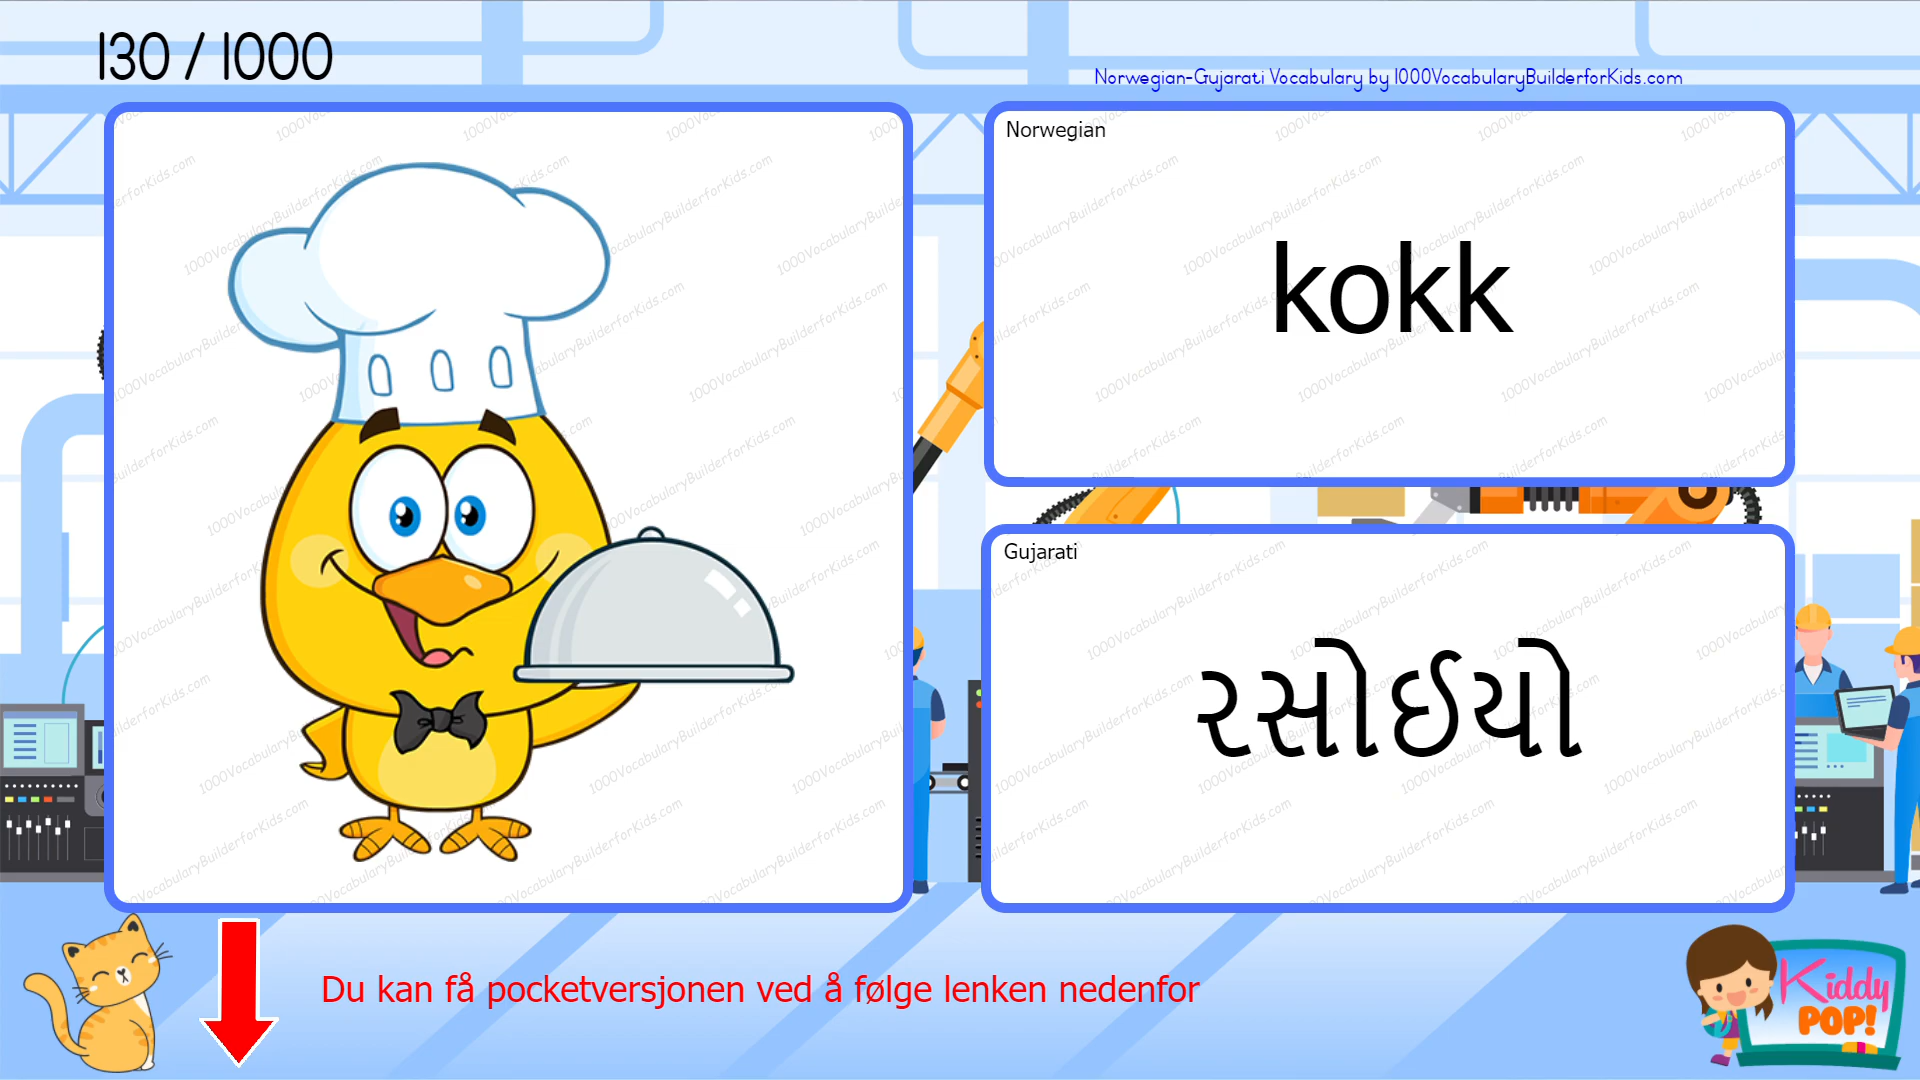 130 / 1000
Norwegian-Gujarati Vocabulary by 1000VocabularyBuilderforKids.com
Norwegian
kokk
Gujarati
રસોઈયો
Du kan få pocketversjonen ved å følge lenken nedenfor
Kiddy
POP!